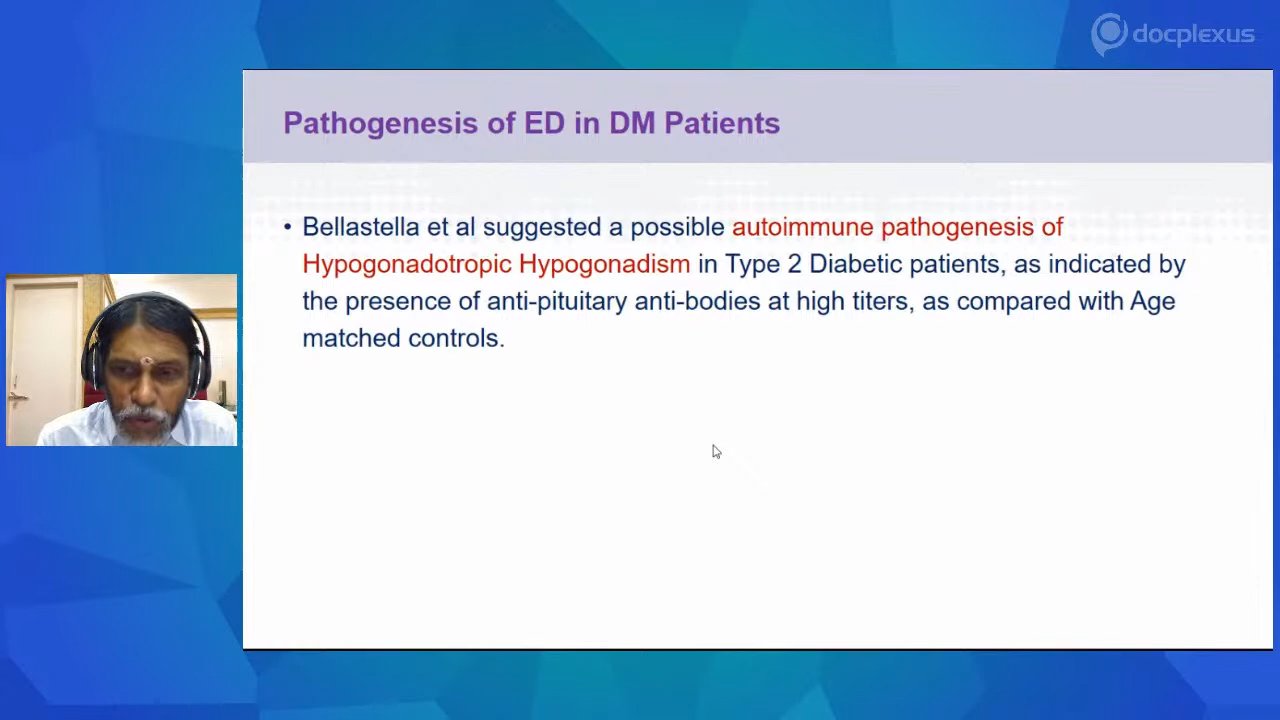 docplexus
Pathogenesis of ED in DM Patients
• Bellastella et al suggested a possible autoimmune pathogenesis of
Hypogonadotropic Hypogonadism in Type 2 Diabetic patients, as indicated by
the presence of anti-pituitary anti-bodies at high titers, as compared with Age
matched controls.